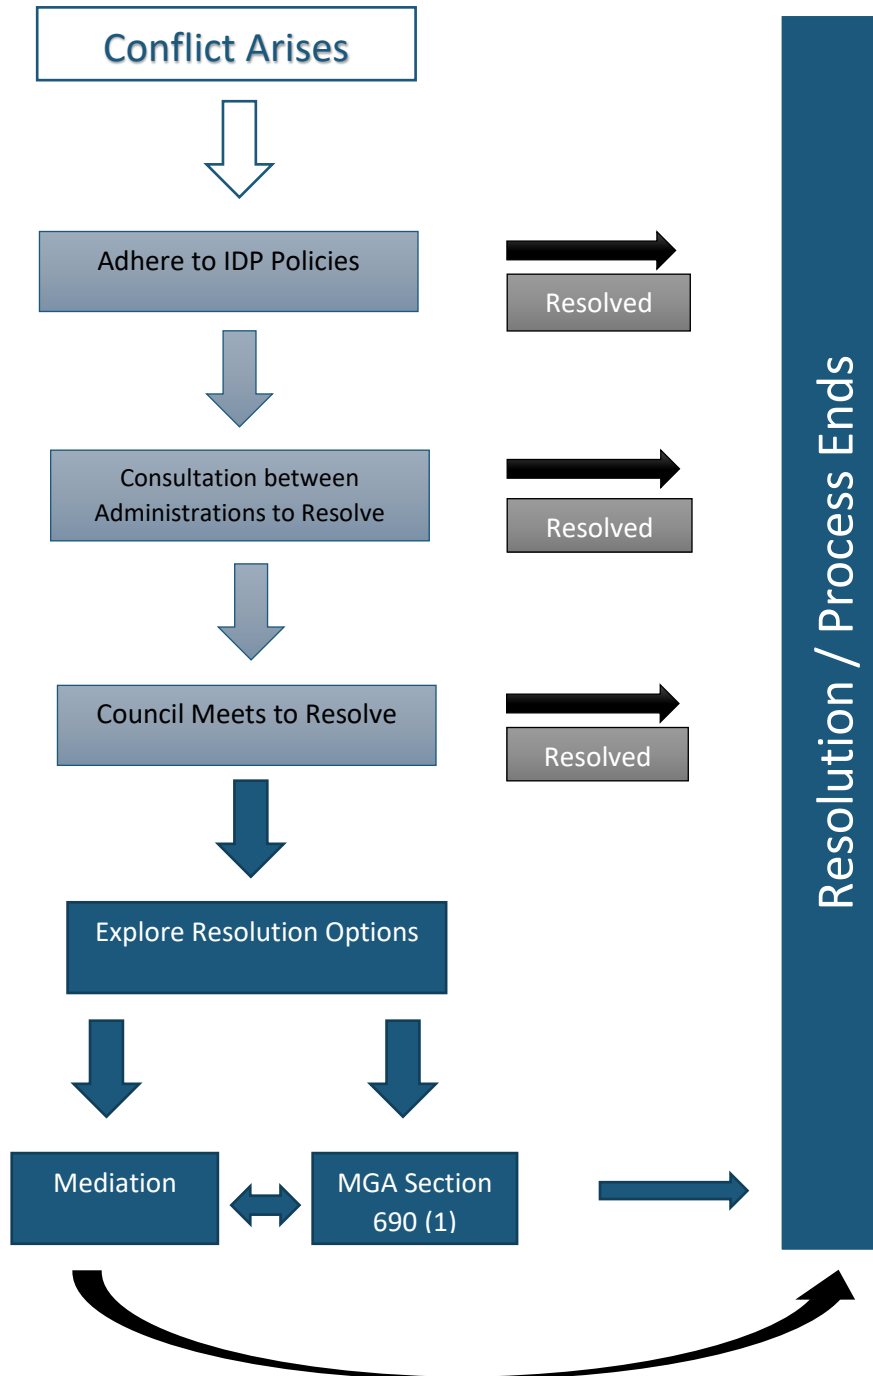 Conflict Arises
Adhere to IDP Policies
Resolved
Consultation between
Administrations to Resolve
Resolved
Council Meets to Resolve
Resolved
Explore Resolution Options
Mediation
MGA Section
690 (1)
Resolution / Process Ends